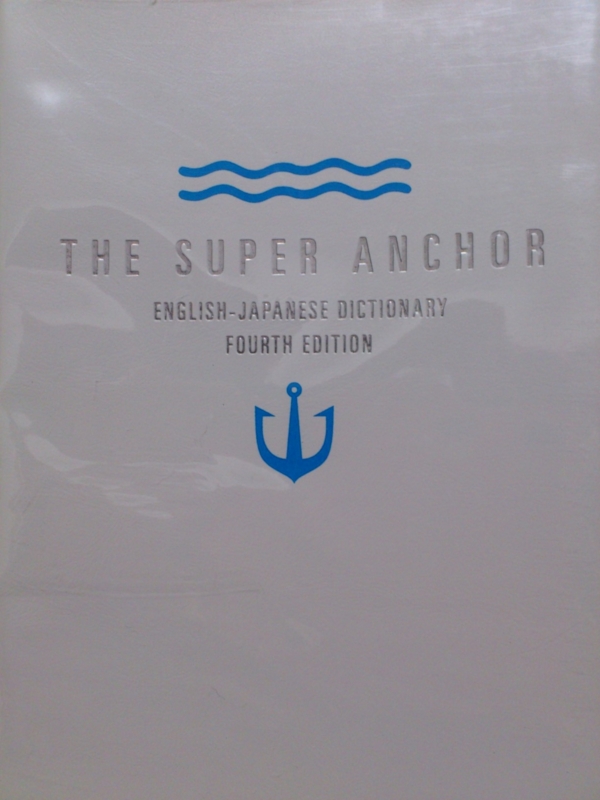 THE SUPER ANCHOR
ENGLISH-JAPANESE DICTIONARY
FOURTH EDITION